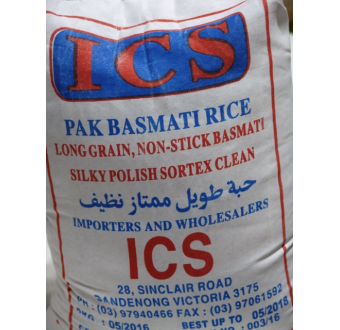 ICS
PAK BASMATI RICE
LONG GRAIN, NON-STICK BASMATI
SILKY POLISH SORTEX CLEAN
حبة طويل ممتاز نظيف
IMPORTERS AND WHOLESALERS
ICS
28, SINCLAIR ROAD
DANDENONG VICTORIA 3175
PH : (03) 97940466 FAX : (03) 97061592
05/2016 BEST UP TO 05/2018
003/16